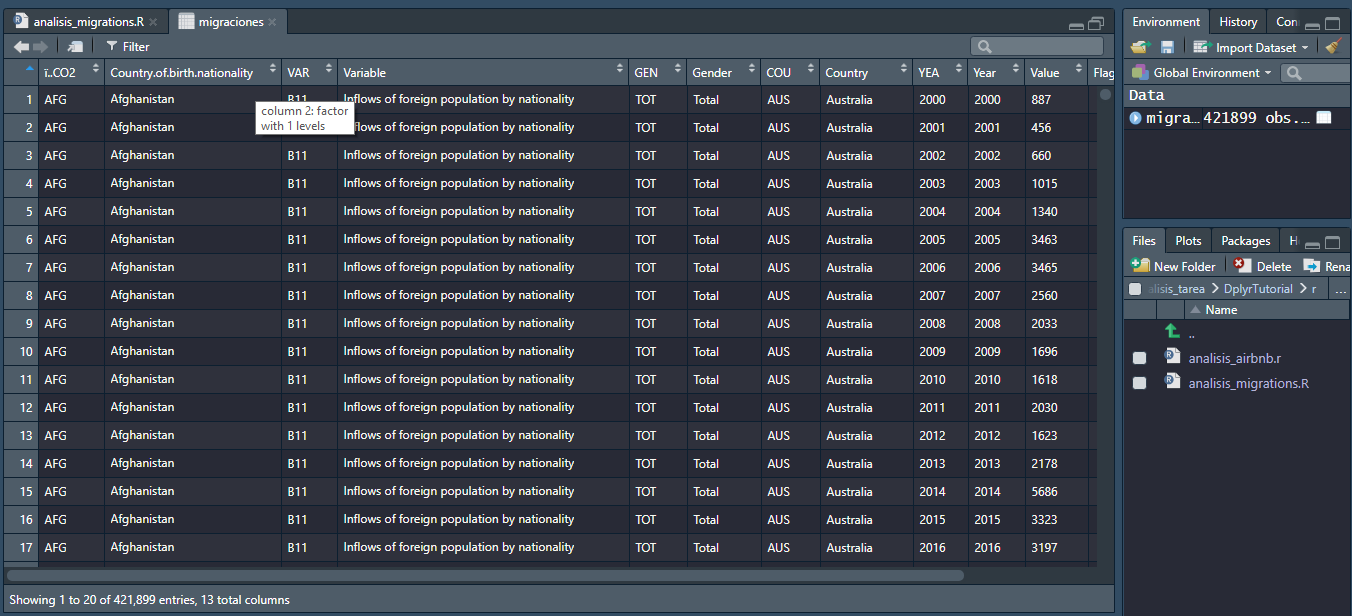 analisis_migrations.R
migraciones
Filter
ï..CO2 Country.of.birth.nationality VAR Variable GEN Gender COU Country YEA Year Value Flag
1 AFG Afghanistan B11 Inflows of foreign population by nationality TOT Total AUS Australia 2000 2000 887
column 2: factor
with 1 levels
2 AFG Afghanistan flows of foreign population by nationality TOT Total AUS Australia 2001 2001 456
3 AFG Afghanistan B11 Inflows of foreign population by nationality TOT Total AUS Australia 2002 2002 660
4 AFG Afghanistan B11 Inflows of foreign population by nationality TOT Total AUS Australia 2003 2003 1015
5 AFG Afghanistan B11 Inflows of foreign population by nationality TOT Total AUS Australia 2004 2004 1340
6 AFG Afghanistan B11 Inflows of foreign population by nationality TOT Total AUS Australia 2005 2005 3463
7 AFG Afghanistan B11 Inflows of foreign population by nationality TOT Total AUS Australia 2006 2006 3465
8 AFG Afghanistan B11 Inflows of foreign population by nationality TOT Total AUS Australia 2007 2007 2560
9 AFG Afghanistan B11 Inflows of foreign population by nationality TOT Total AUS Australia 2008 2008 2033
10 AFG Afghanistan B11 Inflows of foreign population by nationality TOT Total AUS Australia 2009 2009 1696
11 AFG Afghanistan B11 Inflows of foreign population by nationality TOT Total AUS Australia 2010 2010 1618
12 AFG Afghanistan B11 Inflows of foreign population by nationality TOT Total AUS Australia 2011 2011 2030
13 AFG Afghanistan B11 Inflows of foreign population by nationality TOT Total AUS Australia 2012 2012 1623
14 AFG Afghanistan B11 Inflows of foreign population by nationality TOT Total AUS Australia 2013 2013 2178
15 AFG Afghanistan B11 Inflows of foreign population by nationality TOT Total AUS Australia 2014 2014 5686
16 AFG Afghanistan B11 Inflows of foreign population by nationality TOT Total AUS Australia 2015 2015 3323
17 AFG Afghanistan B11 Inflows of foreign population by nationality TOT Total AUS Australia 2016 2016 3197
Showing 1 to 20 of 421,899 entries, 13 total columns
Environment History Con
Import Dataset
Global Environment
Data
migra... 421899 obs....
Files Plots Packages H
New Folder Delete Rena
alisis_tarea > DplyrTutorial > r ...
Name
..
analisis_airbnb.r
analisis_migrations.R